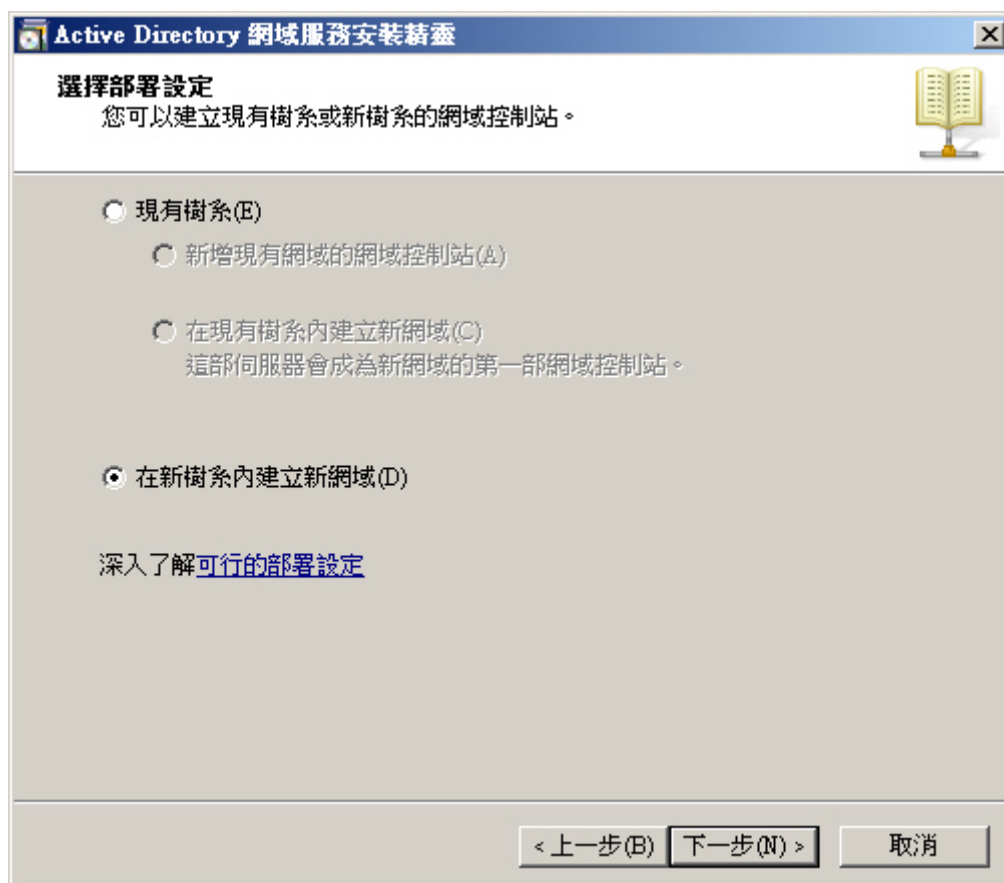 Active Directory 網域服務安裝精靈
選擇部署設定
您可以建立現有樹系或新樹系的網域控制站。
現有樹系(E)
新增現有網域的網域控制站(A)
在現有樹系內建立新網域(C)
這部伺服器會成為新網域的第一部網域控制站。
在新樹系內建立新網域(D)
深入了解可行的部署設定
< 上一步(B) 下一步(N) > 取消